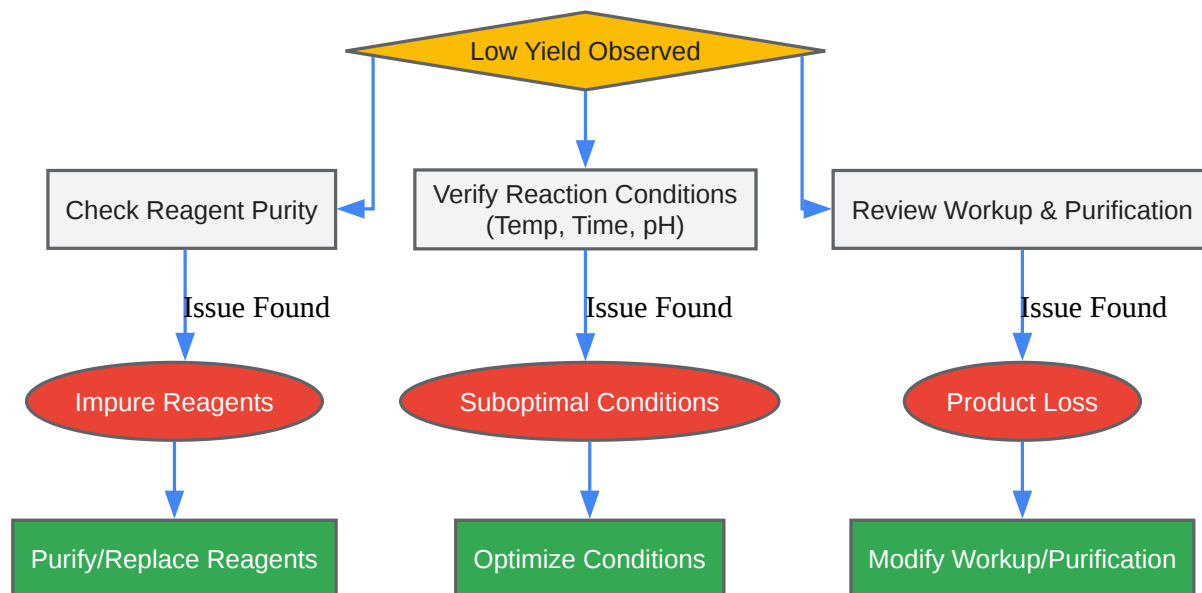 Low Yield Observed
Check Reagent Purity
Verify Reaction Conditions
(Temp, Time, pH)
Review Workup & Purification
Issue Found
Issue Found
Issue Found
Impure Reagents
Suboptimal Conditions
Product Loss
Purify/Replace Reagents
Optimize Conditions
Modify Workup/Purification